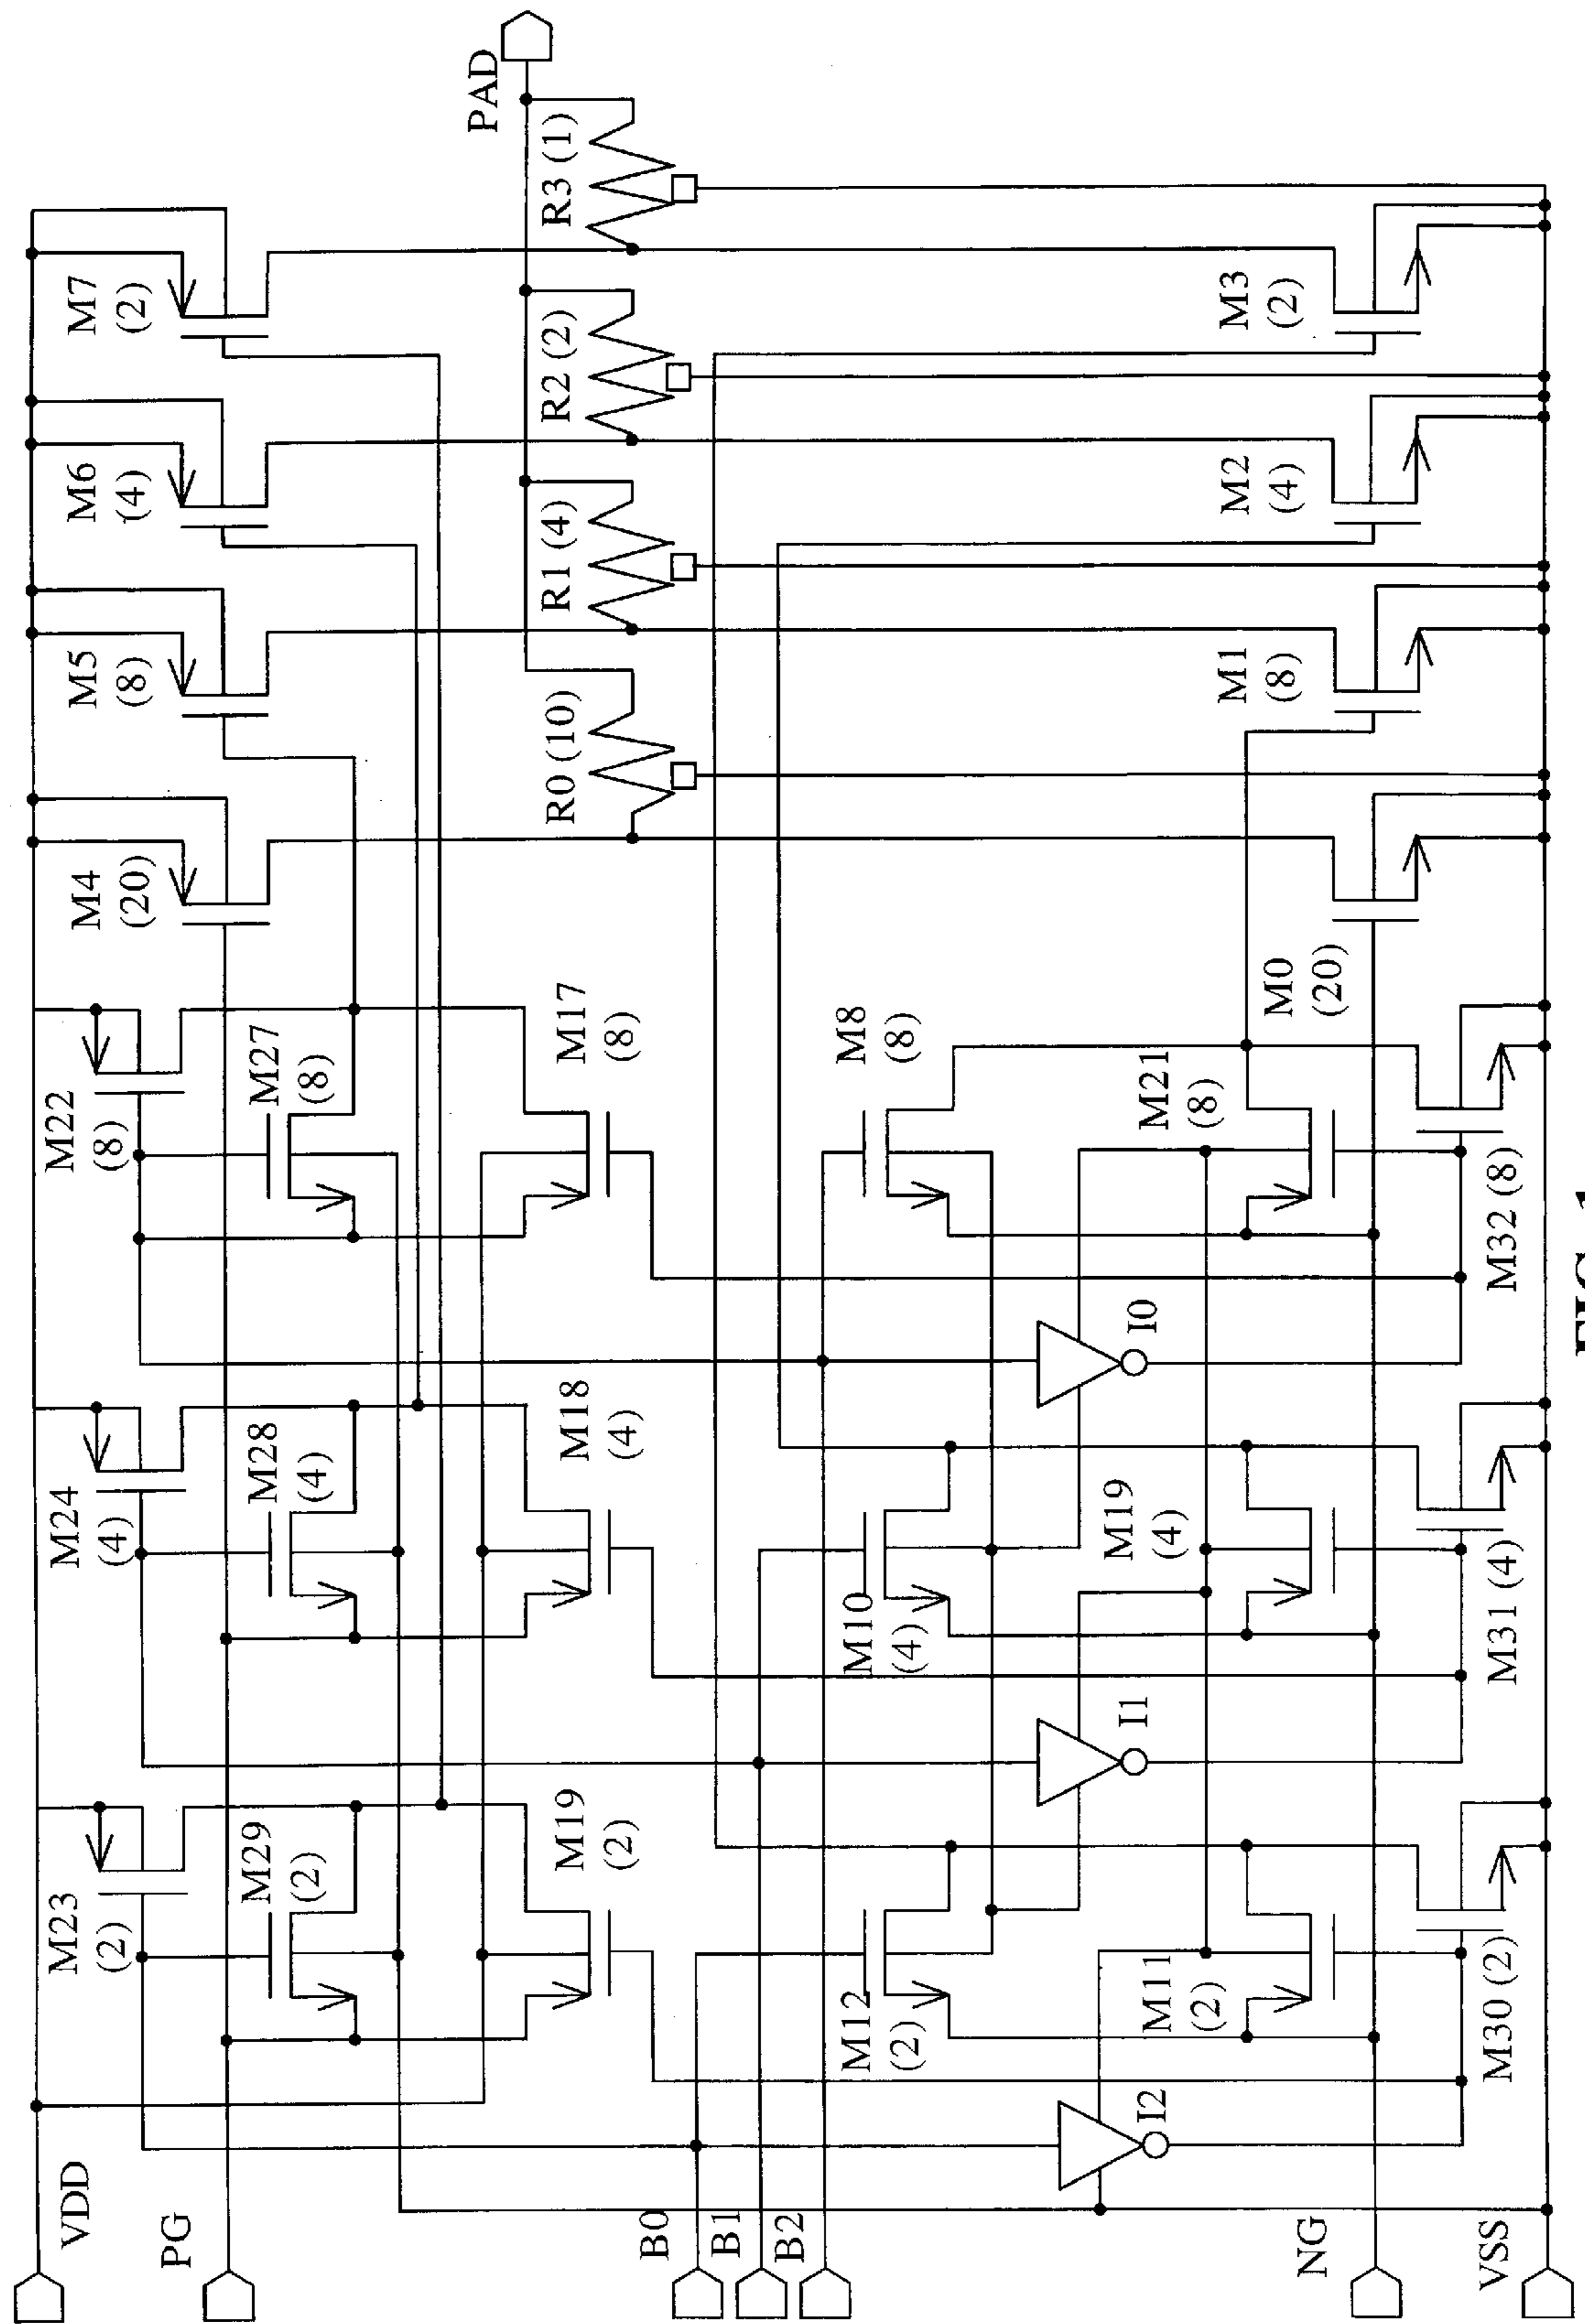 VDD
PG
B0
B1
B2
NG
VSS
PAD
M23
(2)
M29
(2)
M19
(2)
M12
(2)
M11
(2)
M30 (2)
I2
M24
(4)
M28
(4)
M18
(4)
M10
(4)
M19
(4)
M31 (4)
I1
M22
(8)
M27
(8)
M17
(8)
M8
(8)
M21
(8)
M32 (8)
I0
M4
(20)
M5
(8)
M6
(4)
M7
(2)
R0 (10)
R1 (4)
R2 (2)
R3 (1)
M0
(20)
M1
(8)
M2
(4)
M3
(2)